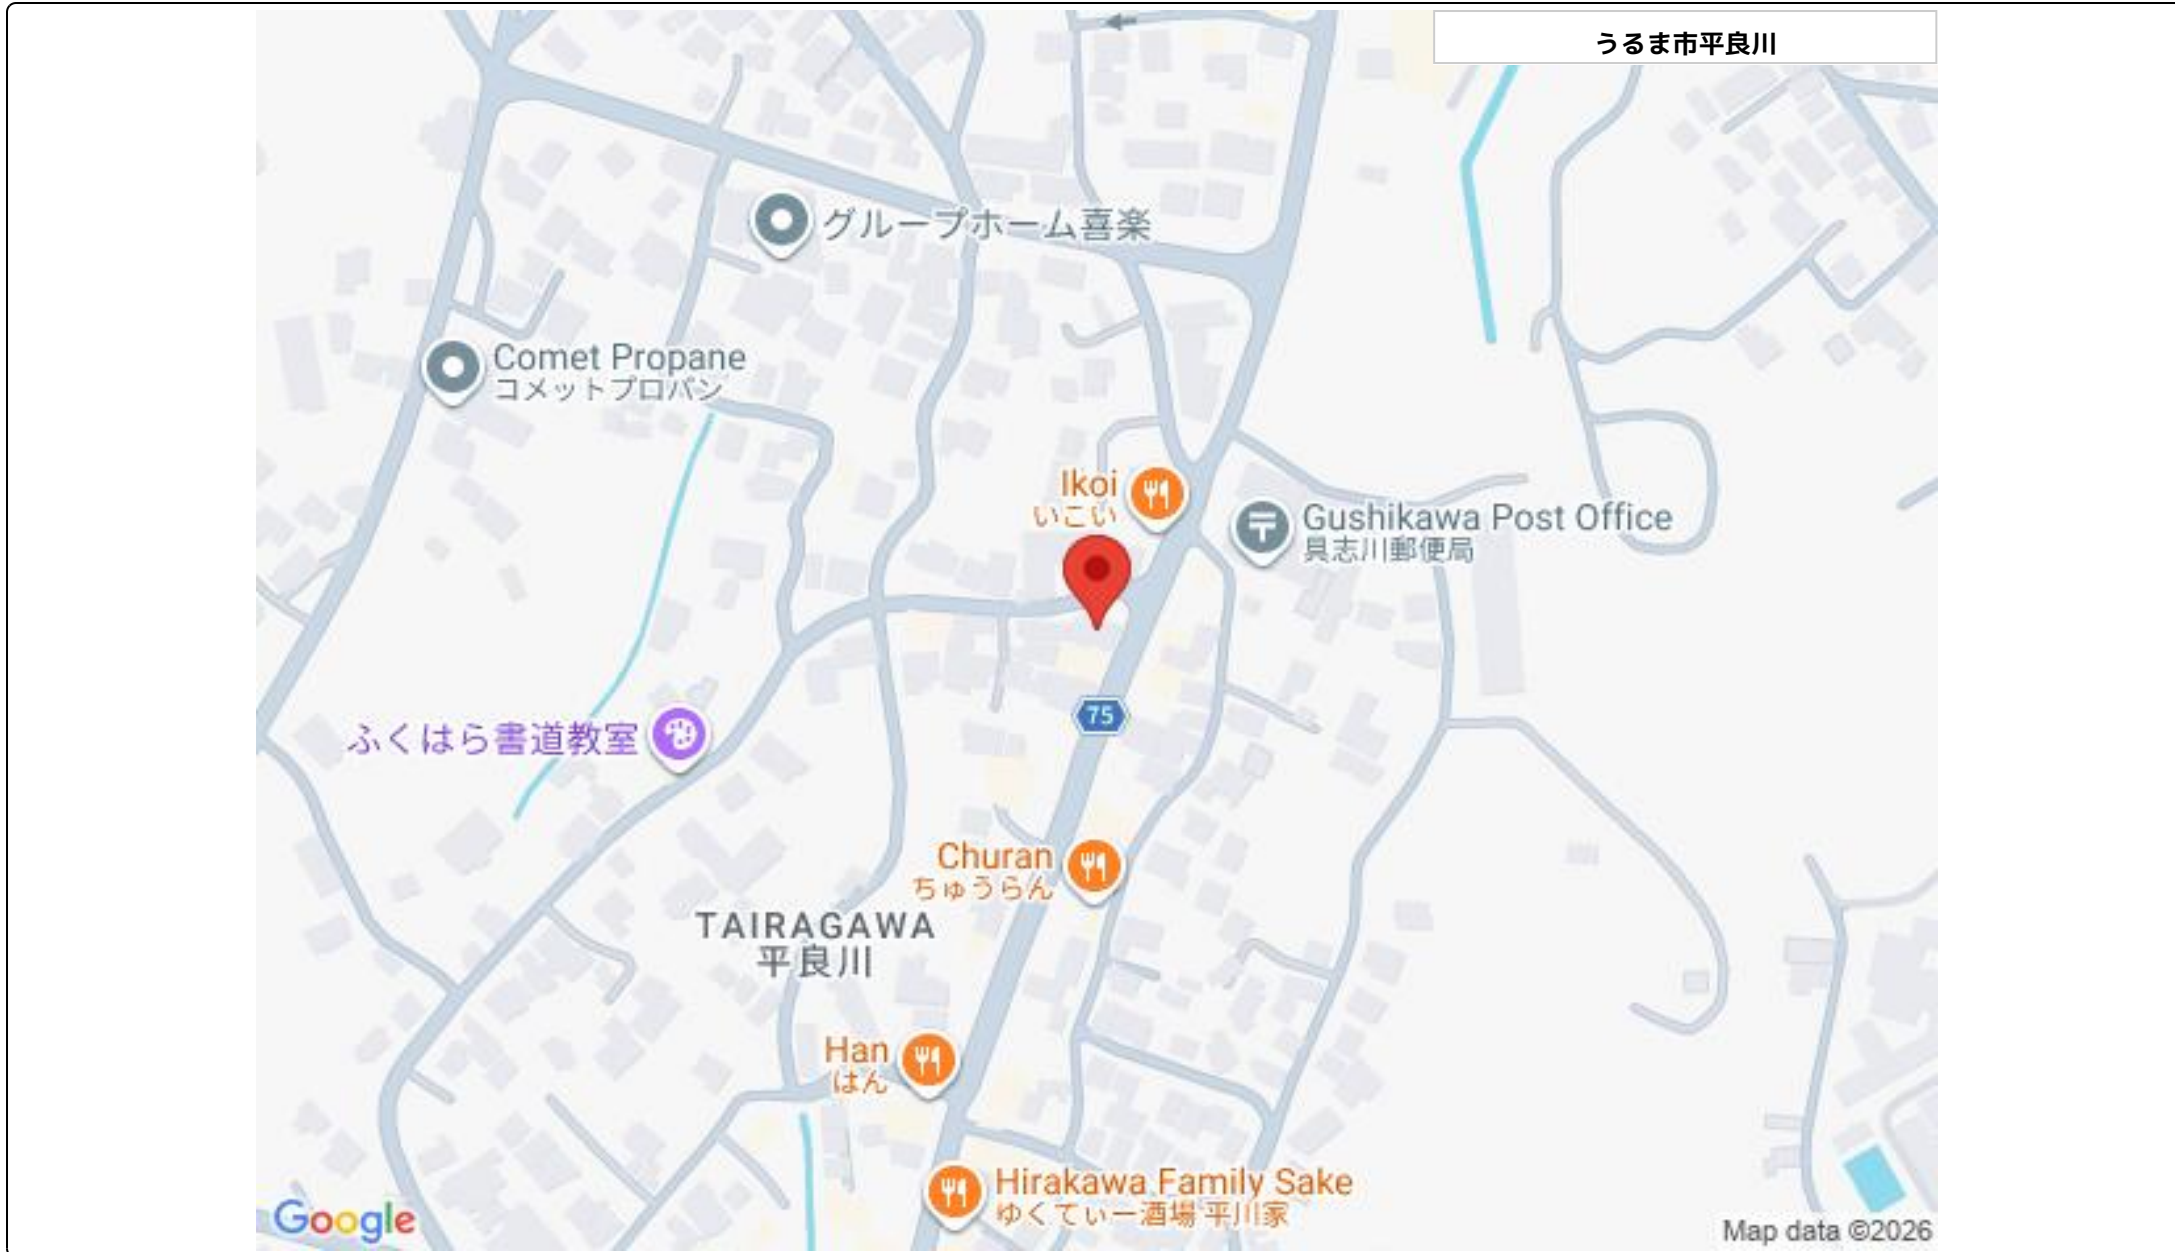 うるま市平良川
グループホーム喜楽
Comet Propane
コメットプロパン
Ikoi
いこい
Gushikawa Post Office
具志川郵便局
75
ふくはら書道教室
Churan
ちゅうらん
TAIRAGAWA
平良川
Han
はん
Hirakawa Family Sake
ゆくてぃー酒場 平川家
Google
Map data ©2026